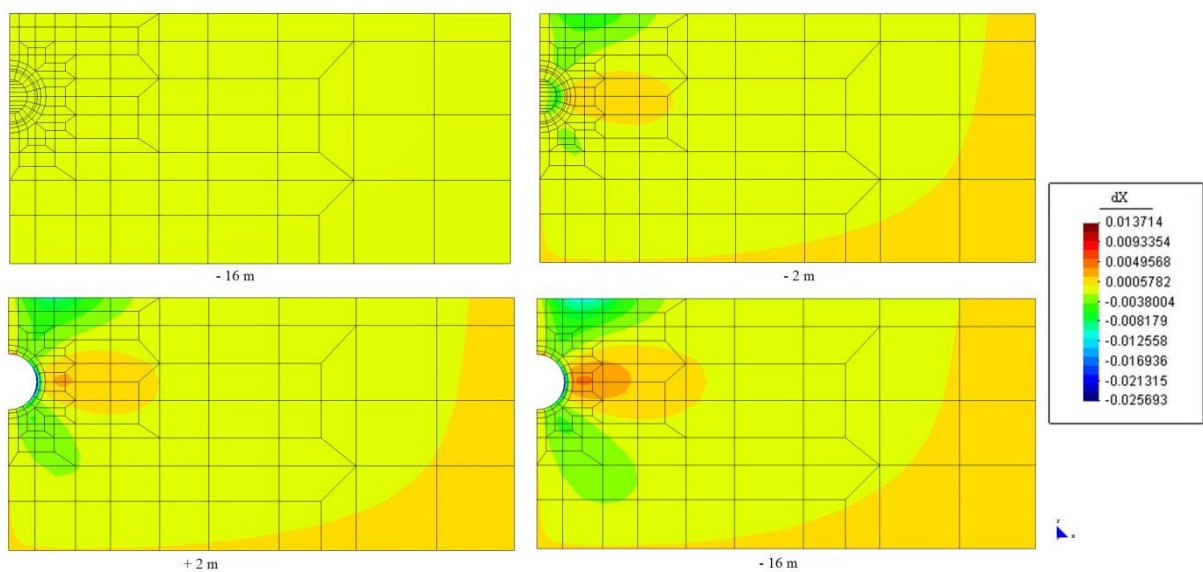 - 16 m
- 2 m
dX
0.013714
0.0093354
0.0049568
0.0005782
-0.0038004
-0.008179
-0.012558
-0.016936
-0.021315
-0.025693
+ 2 m
- 16 m
z
x